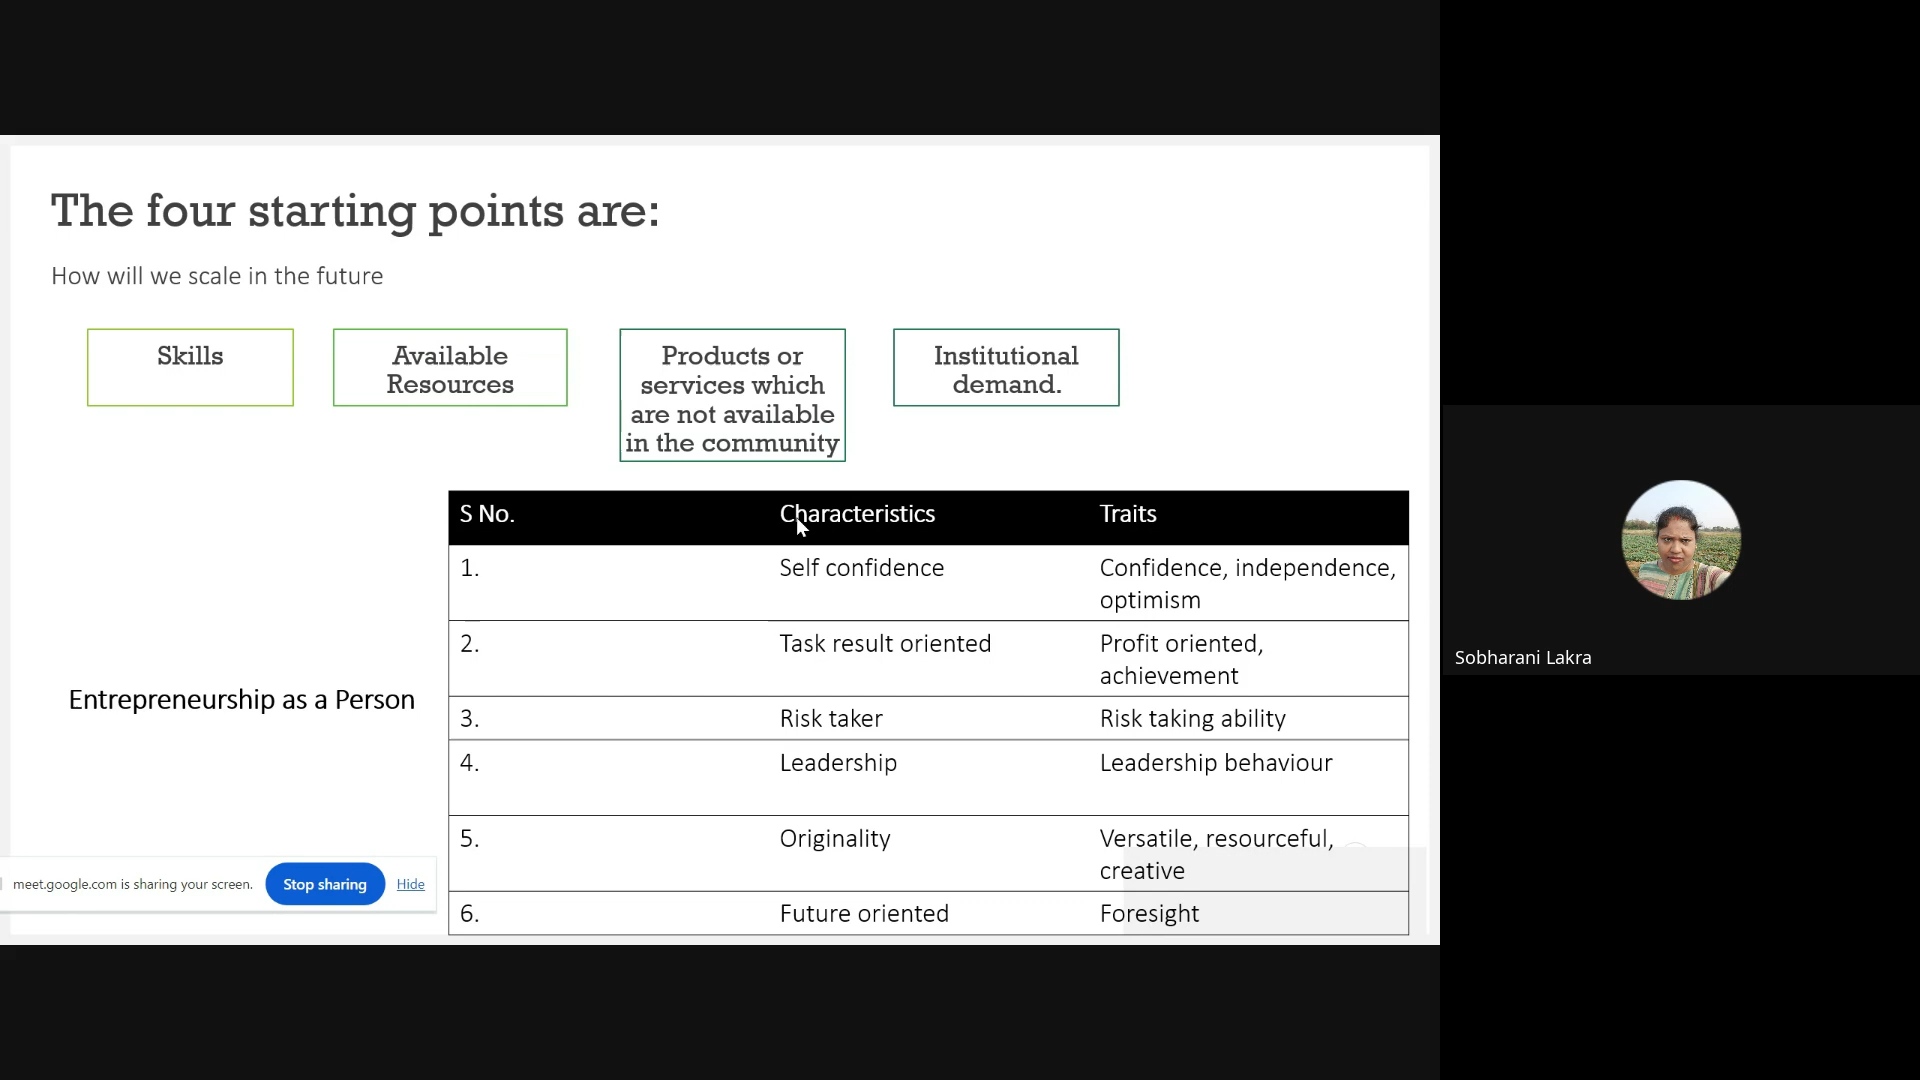 The four starting points are:
How will we scale in the future
Skills
Available
Resources
Products or
services which
are not available
in the community
Institutional
demand.
S No. Characteristics Traits
1. Self confidence Confidence, independence,
optimism
2. Task result oriented Profit oriented,
achievement
Entrepreneurship as a Person
3. Risk taker Risk taking ability
4. Leadership Leadership behaviour
5. Originality Versatile, resourceful,
creative
6. Future oriented Foresight
meet.google.com is sharing your screen. Stop sharing Hide
Sobharani Lakra